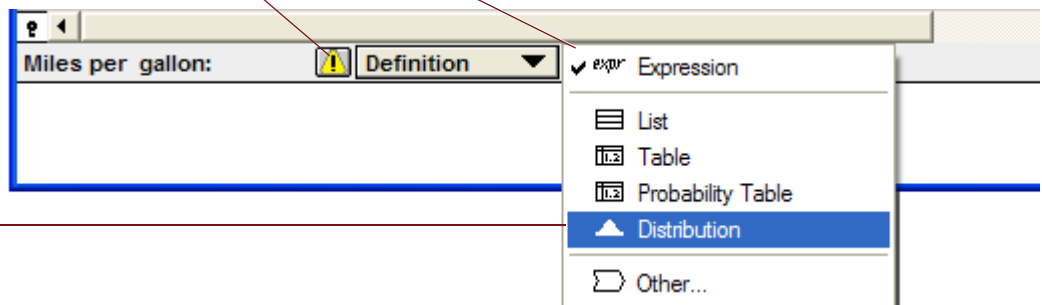 Miles per gallon: Definition
expr Expression
List
Table
Probability Table
Distribution
Other...